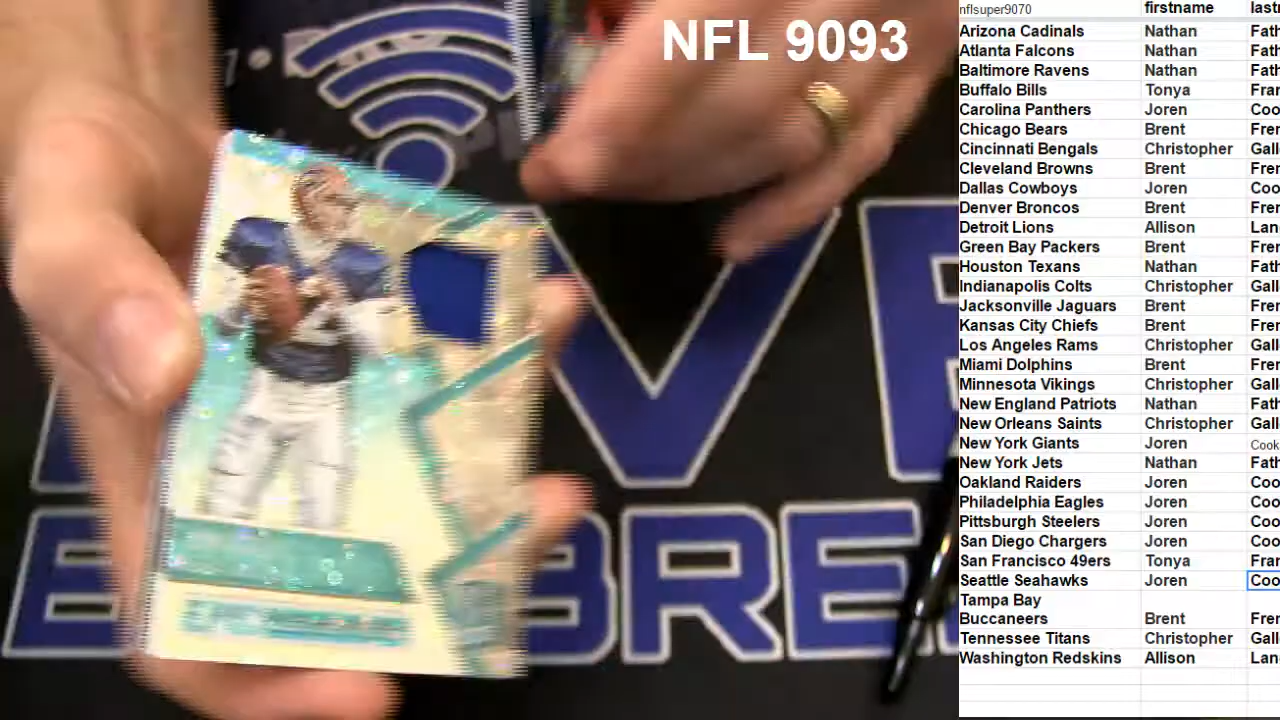 NFL 9093
nflsuper9070 firstname
Arizona Cadinals Nathan
Atlanta Falcons Nathan
Baltimore Ravens Nathan
Buffalo Bills Tonya
Carolina Panthers Joren
Chicago Bears Brent
Cincinnati Bengals Christopher
Cleveland Browns Brent
Dallas Cowboys Joren
Denver Broncos Brent
Detroit Lions Allison
Green Bay Packers Brent
Houston Texans Nathan
Indianapolis Colts Christopher
Jacksonville Jaguars Brent
Kansas City Chiefs Brent
Los Angeles Rams Christopher
Miami Dolphins Brent
Minnesota Vikings Christopher
New England Patriots Nathan
New Orleans Saints Christopher
New York Giants Joren Cook
New York Jets Nathan
Oakland Raiders Joren
Philadelphia Eagles Joren
Pittsburgh Steelers Joren
San Diego Chargers Joren
San Francisco 49ers Tonya
Seattle Seahawks Joren
Tampa Bay
Buccaneers Brent
Tennessee Titans Christopher
Washington Redskins Allison